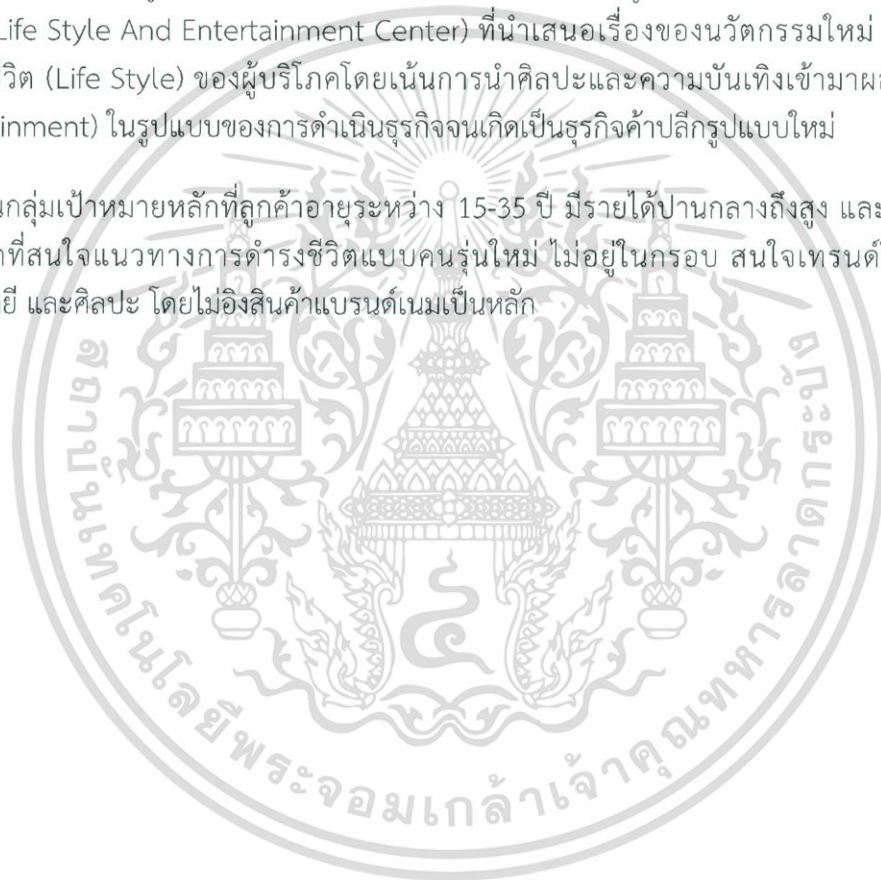 Life Style And Entertainment Center) ที่นำเสนอเรื่องของนวัตกรรมใหม่
(Life Style) ของผู้บริโภคโดยเน้นการนำศิลปะและความบันเทิงเข้ามา
inment) ในรูปแบบของการดำเนินธุรกิจจนเกิดเป็นธุรกิจค้าปลีกรูปแบบใหม่
กลุ่มเป้าหมายหลักที่ลูกค้าอายุระหว่าง 15-35 ปี มีรายได้ปานกลางถึงสูง และ
ที่สนใจแนวทางการดำรงชีวิตแบบคนรุ่นใหม่ ไม่อยู่ในกรอบ สนใจเทรนด์
และศิลปะ โดยไม่อิงสินค้าแบรนด์เนมเป็นหลัก
สถาบันเทคโนโลยีพระจอมเกล้าเจ้าคุณทหารลาดกระบัง